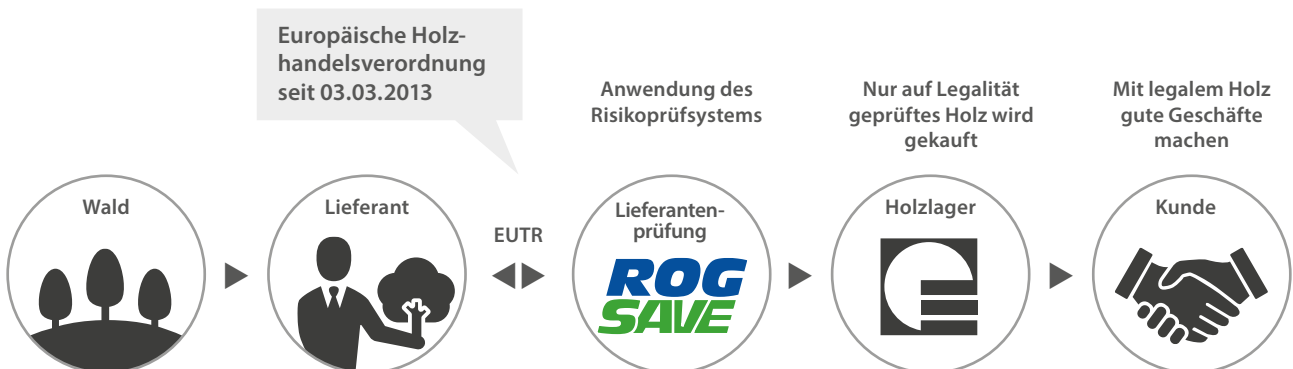 Europäische Holz-
handelsverordnung
seit 03.03.2013
Anwendung des
Risikoprüfsystems
Nur auf Legalität
geprüftes Holz wird
gekauft
Mit legalem Holz
gute Geschäfte
machen
Wald
Lieferant
EUTR
Lieferanten-
prüfung
ROG
SAVE
Holzlager
Kunde